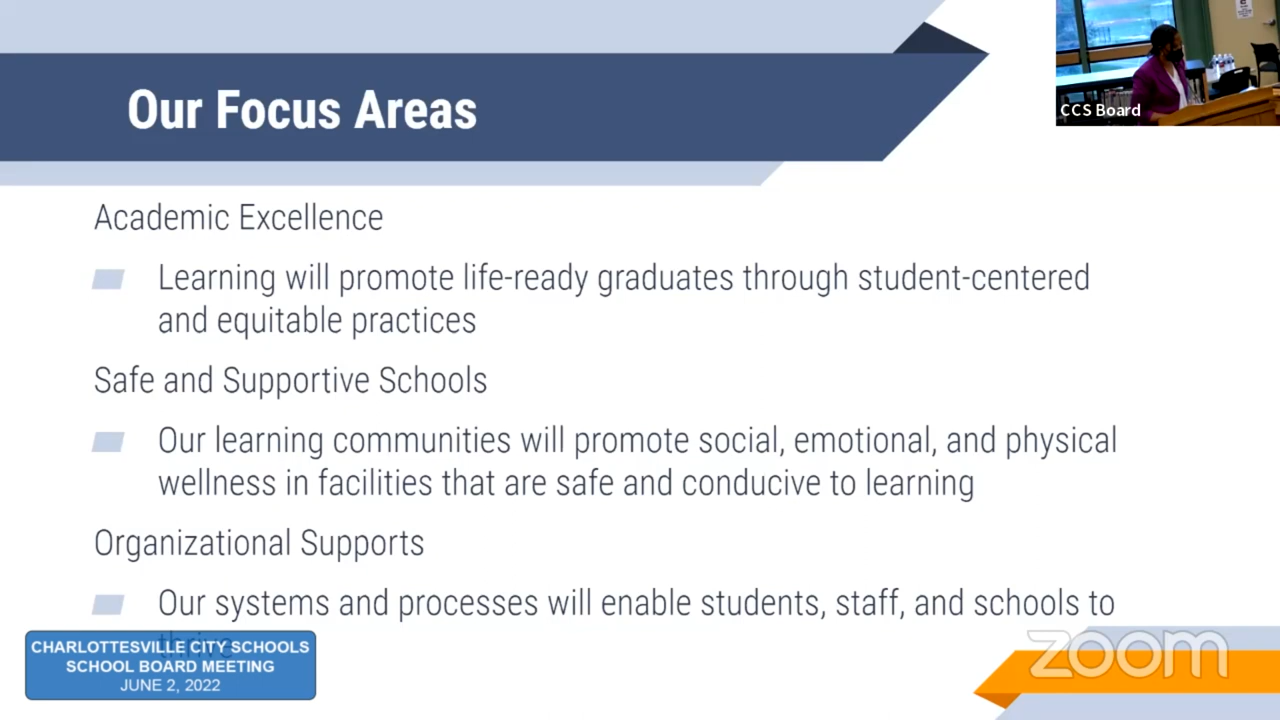 Our Focus Areas
CCS Board
Academic Excellence
Learning will promote life-ready graduates through student-centered
and equitable practices
Safe and Supportive Schools
Our learning communities will promote social, emotional, and physical
wellness in facilities that are safe and conducive to learning
Organizational Supports
Our systems and processes will enable students, staff, and schools to
thrive
CHARLOTTESVILLE CITY SCHOOLS
SCHOOL BOARD MEETING
JUNE 2, 2022
zoom